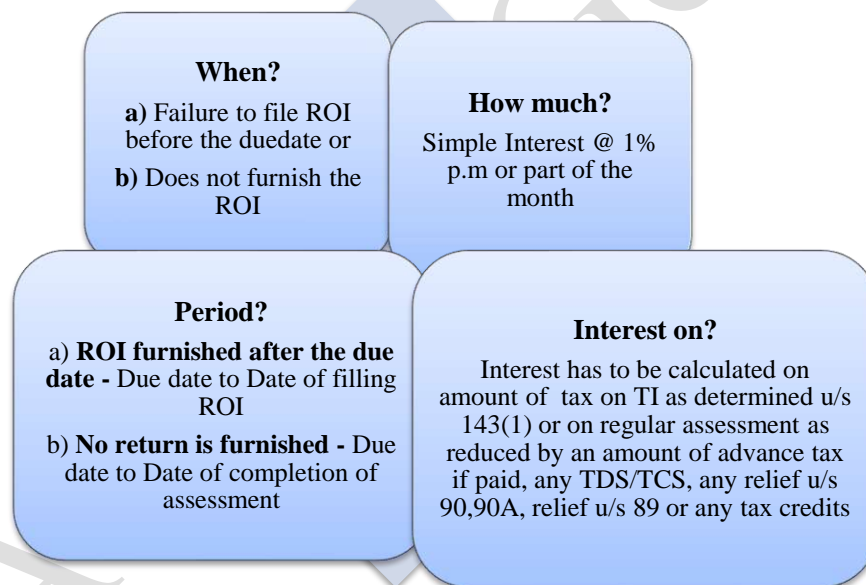 When?
a) Failure to file ROI
before the duedate or
b) Does not furnish the
ROI
How much?
Simple Interest @ 1%
p.m or part of the
month
Period?
a) ROI furnished after the due
date - Due date to Date of filling
ROI
b) No return is furnished - Due
date to Date of completion of
assessment
Interest on?
Interest has to be calculated on
amount of tax on TI as determined u/s
143(1) or on regular assessment as
reduced by an amount of advance tax
if paid, any TDS/TCS, any relief u/s
90,90A, relief u/s 89 or any tax credits